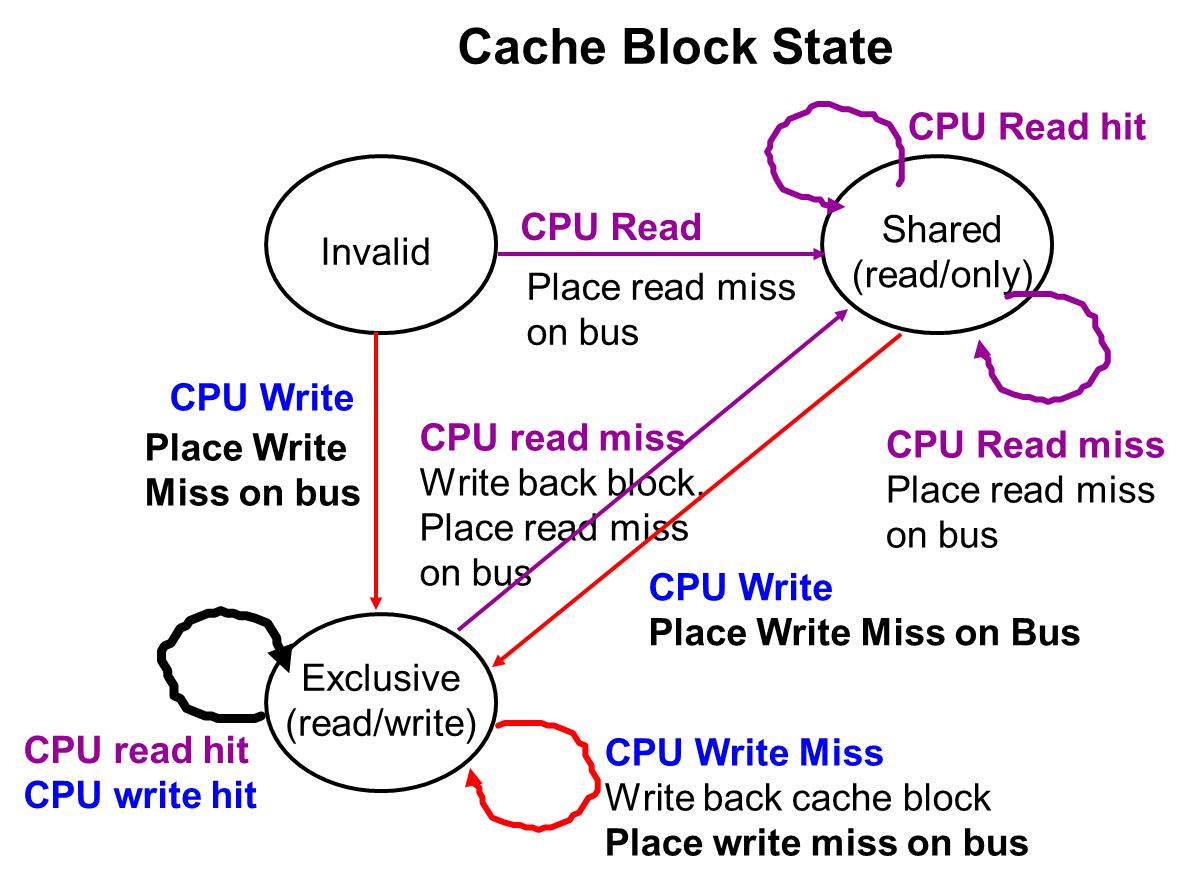 Cache Block State
CPU Read hit
Invalid
CPU Read
Place read miss
on bus
Shared
(read/only)
CPU Write
Place Write
Miss on bus
CPU read miss
Write back block,
Place read miss
on bus
CPU Read miss
Place read miss
on bus
CPU Write
Place Write Miss on Bus
Exclusive
(read/write)
CPU read hit
CPU write hit
CPU Write Miss
Write back cache block
Place write miss on bus